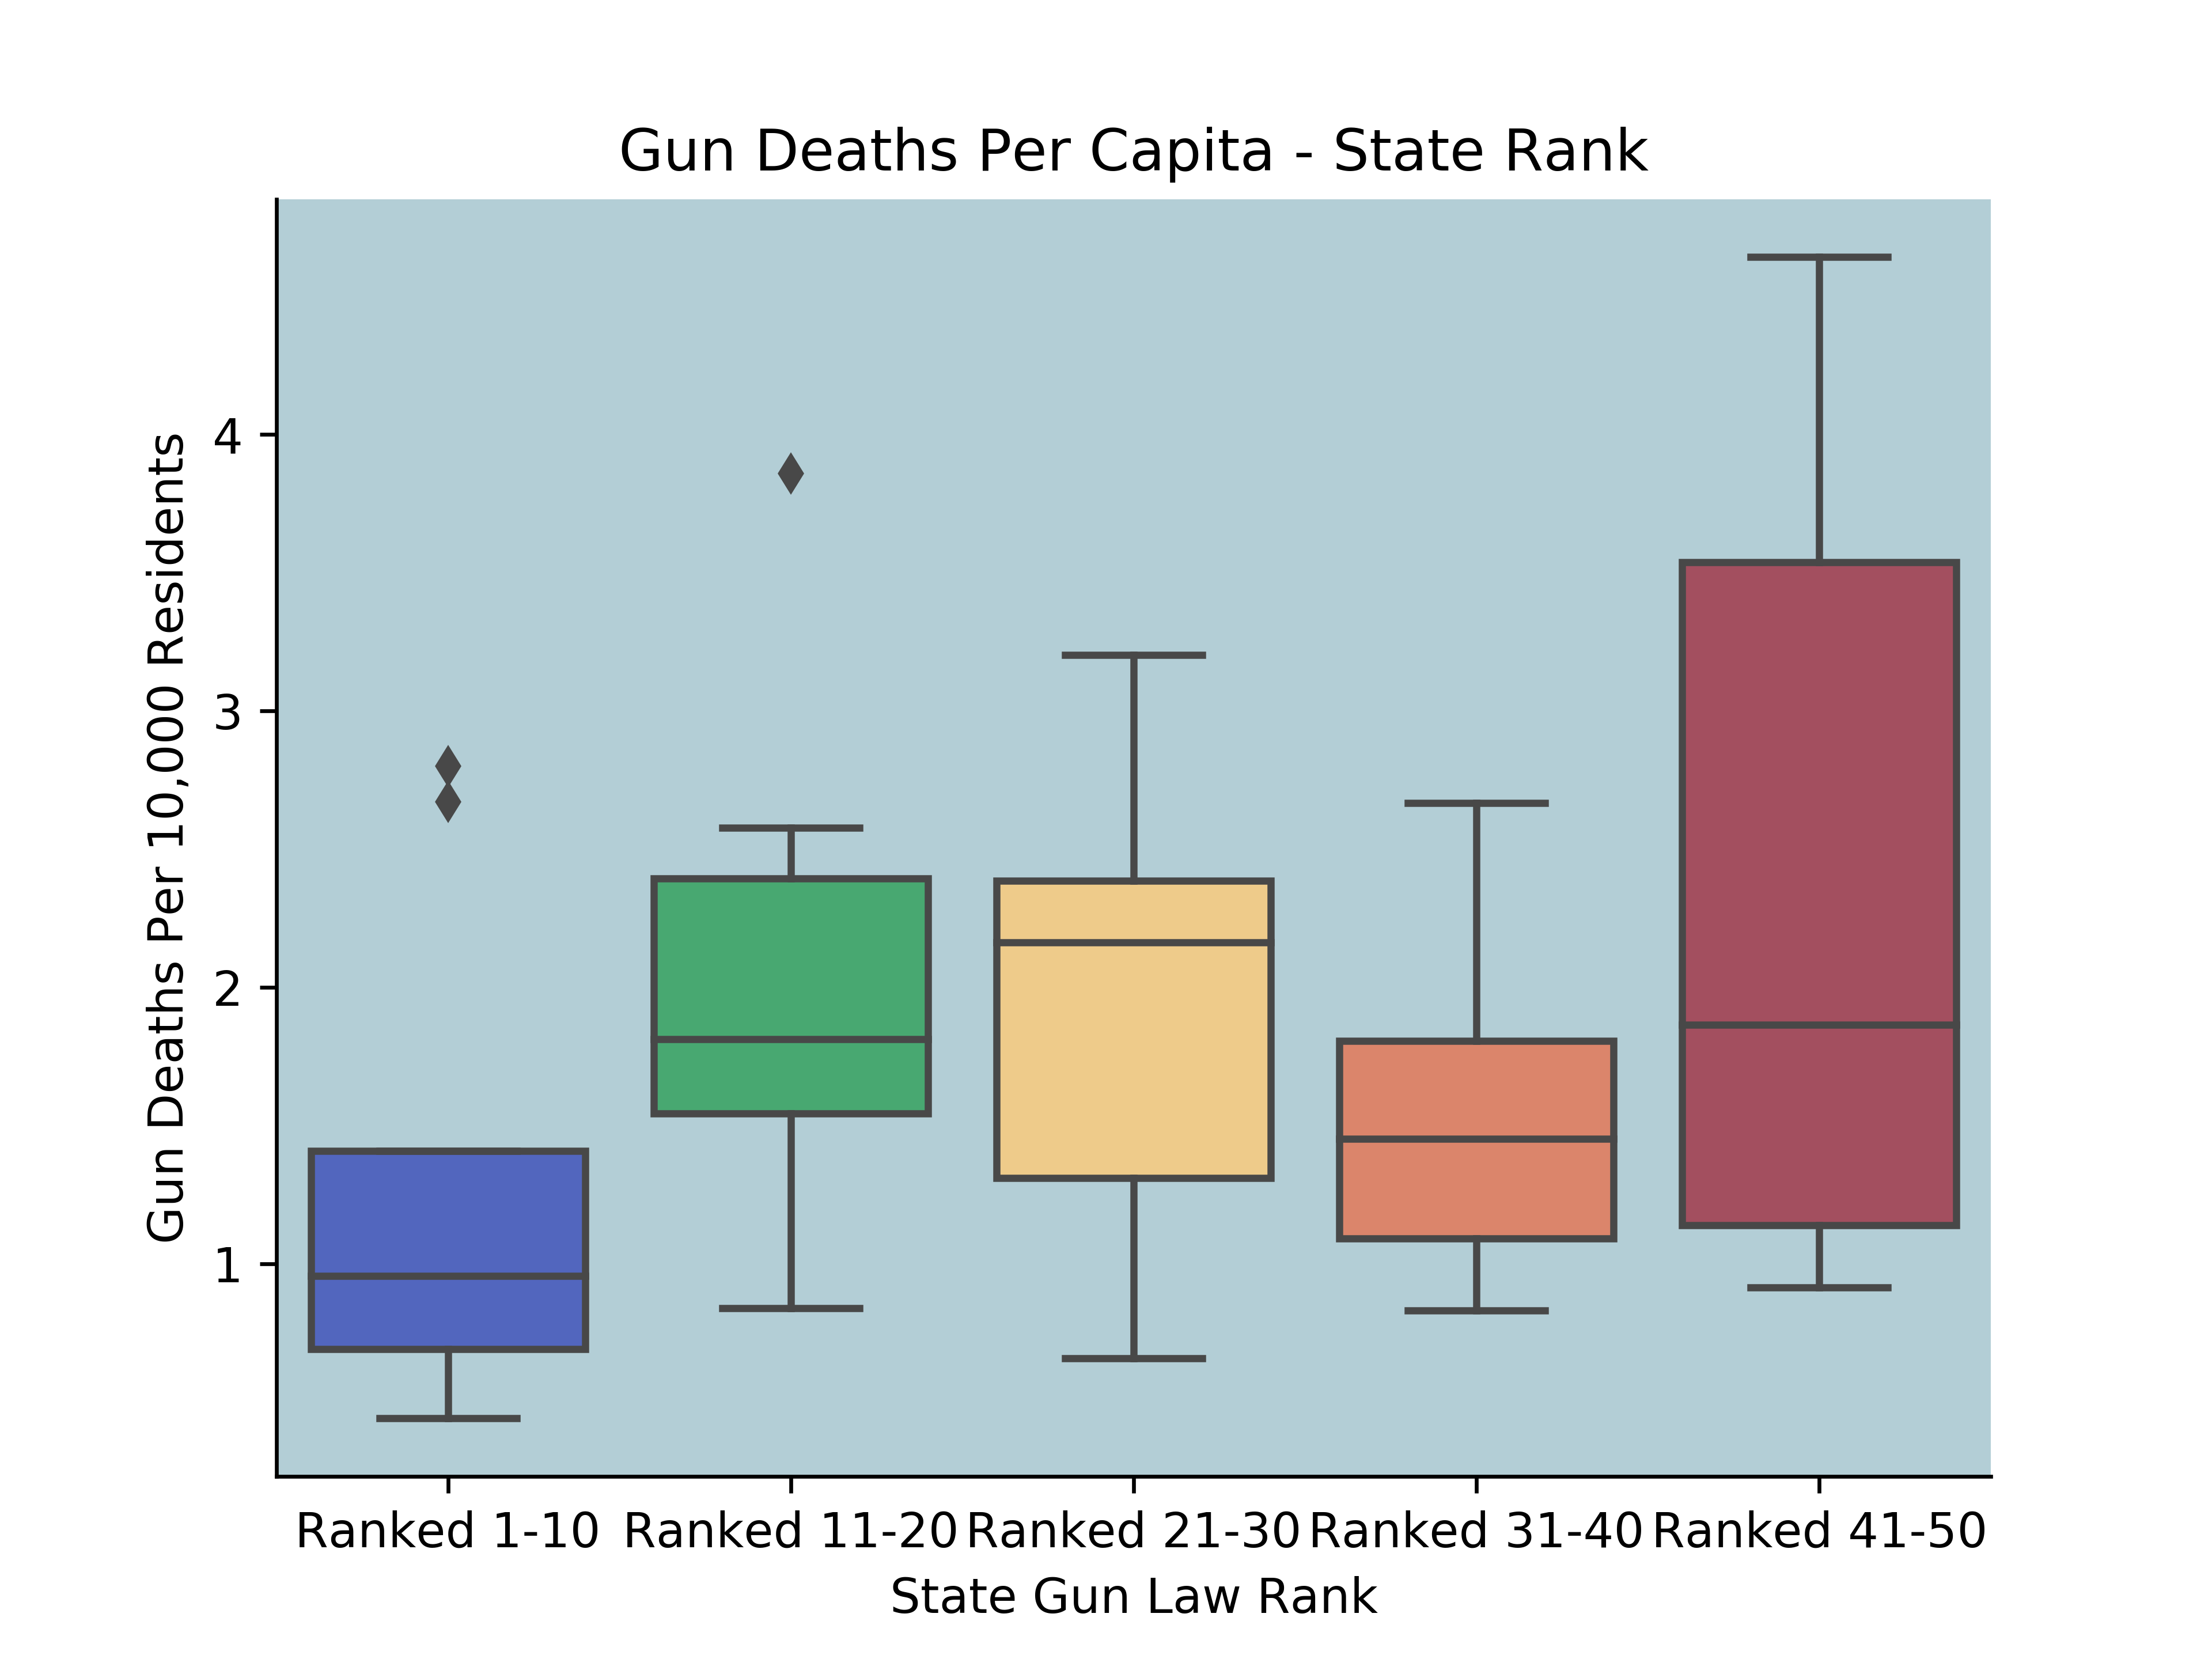 Gun Deaths Per Capita - State Rank
Gun Deaths Per 10,000 Residents
4
3
2
1
Ranked 1-10 Ranked 11-20 Ranked 21-30 Ranked 31-40 Ranked 41-50
State Gun Law Rank